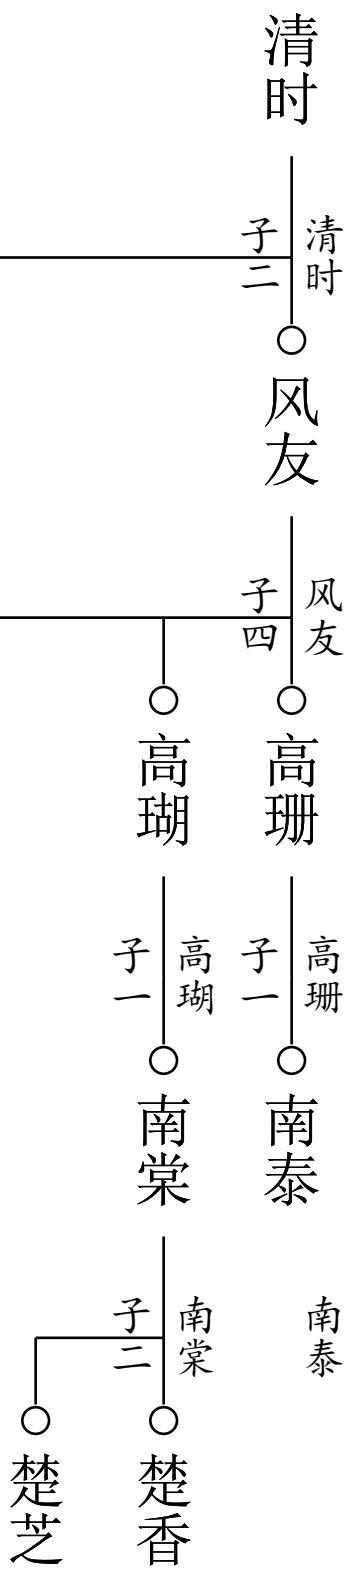 清时
清时
子二
风友
风友
子四
高珊
高瑚
高珊
子一
高瑚
子一
南泰
南棠
南泰
南棠
子二
楚香
楚芝